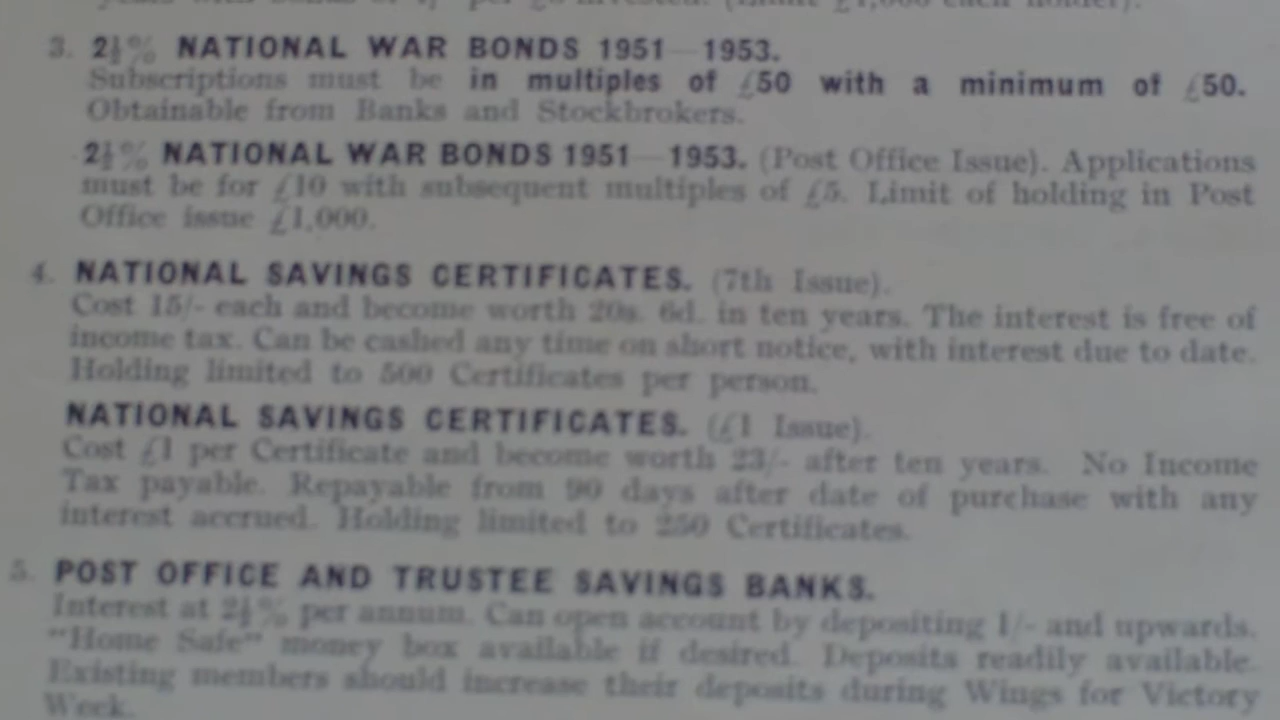 3. 2½% NATIONAL WAR BONDS 1951—1953.
Subscriptions must be in multiples of £50 with a minimum of £50.
Obtainable from Banks and Stockbrokers.
2½% NATIONAL WAR BONDS 1951—1953. (Post Office Issue). Applications
must be for £10 with subsequent multiples of £5. Limit of holding in Post
Office issue £1,000.
4. NATIONAL SAVINGS CERTIFICATES. (7th Issue).
Cost 15/- each and become worth 20s. 6d. in ten years. The interest is free of
income tax. Can be cashed any time on short notice, with interest due to date.
Holding limited to 500 Certificates per person.
NATIONAL SAVINGS CERTIFICATES. (£1 Issue).
Cost £1 per Certificate and become worth 23/- after ten years. No Income
Tax payable. Repayable from 90 days after date of purchase with any
interest accrued. Holding limited to 250 Certificates.
5. POST OFFICE AND TRUSTEE SAVINGS BANKS.
Interest at 2½% per annum. Can open account by depositing 1/- and upwards.
"Home Safe" money box available if desired. Deposits readily available.
Existing members should increase their deposits during Wings for Victory
Week.